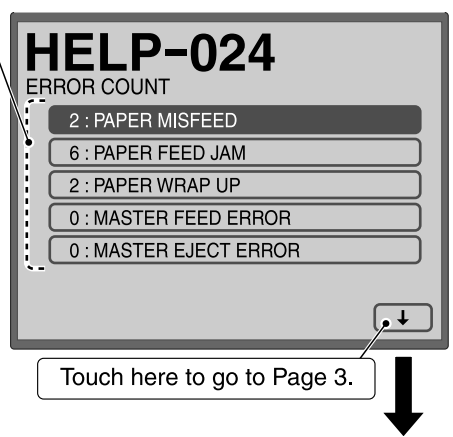 HELP-024
ERROR COUNT
2 : PAPER MISFEED
6 : PAPER FEED JAM
2 : PAPER WRAP UP
0 : MASTER FEED ERROR
0 : MASTER EJECT ERROR
↓
Touch here to go to Page 3.